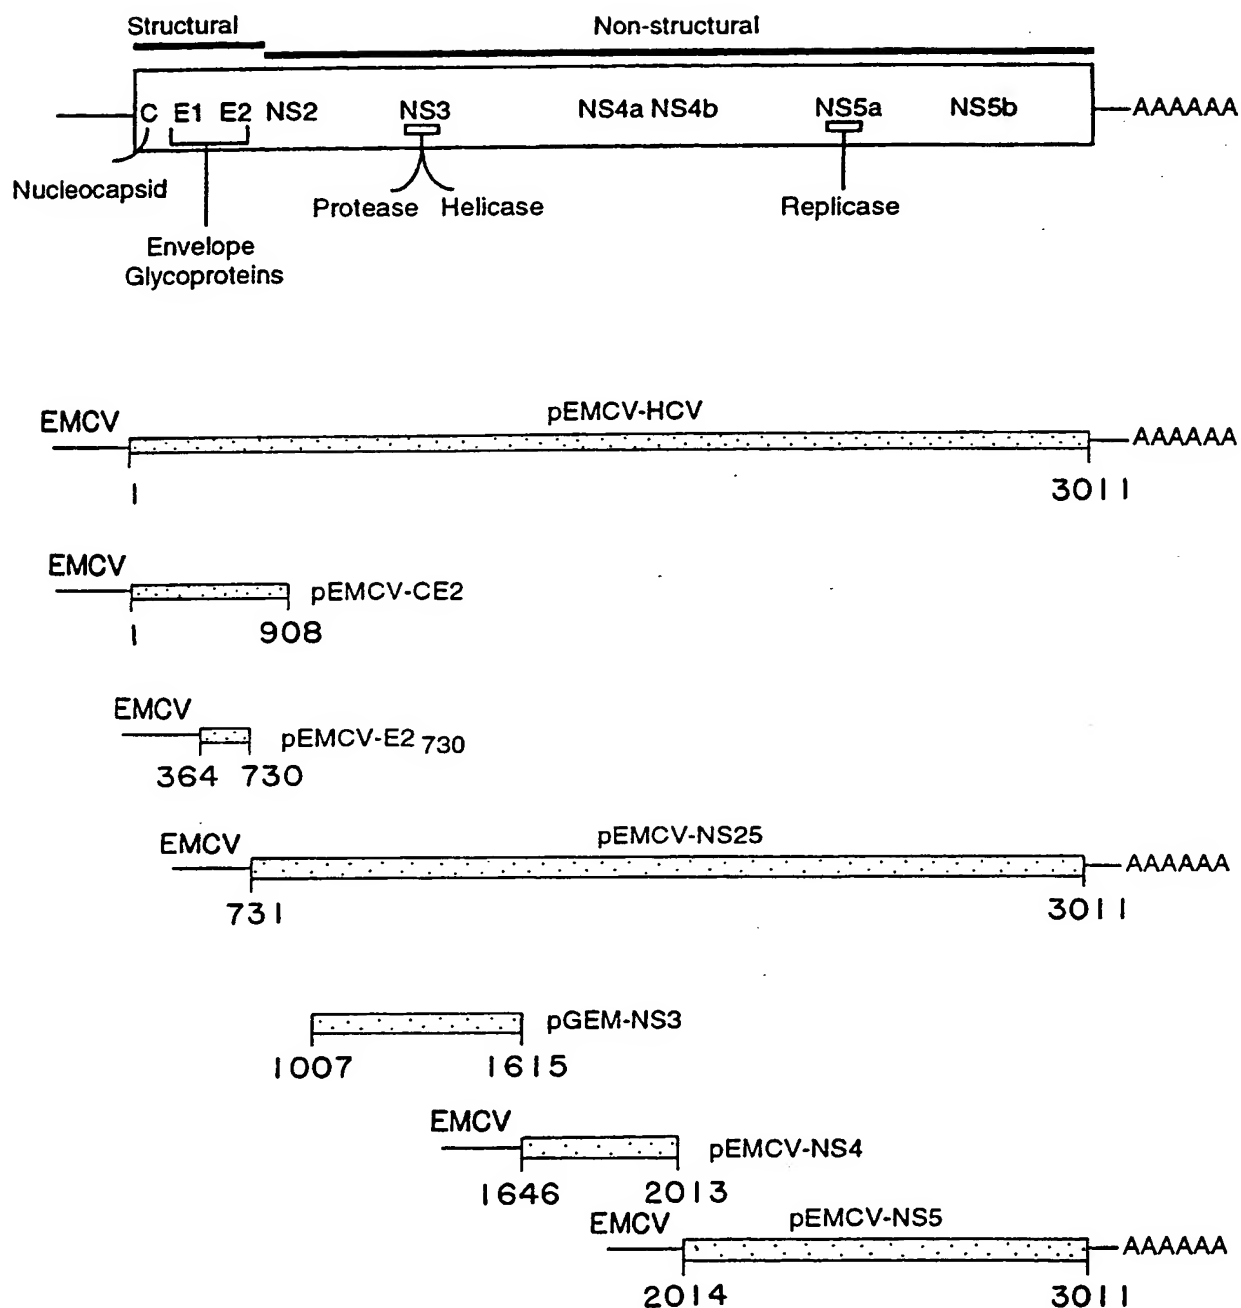 Structural
Non-structural
C E1 E2 NS2 NS3 NS4a NS4b NS5a NS5b AAAAAA
Nucleocapsid
Protease Helicase
Replicase
Envelope
Glycoproteins
EMCV pEMCV-HCV AAAAAA
1 3011
EMCV pEMCV-CE2
1 908
EMCV pEMCV-E2 730
364 730
EMCV pEMCV-NS25 AAAAAA
731 3011
pGEM-NS3
1007 1615
EMCV pEMCV-NS4
1646 2013
EMCV pEMCV-NS5 AAAAAA
2014 3011